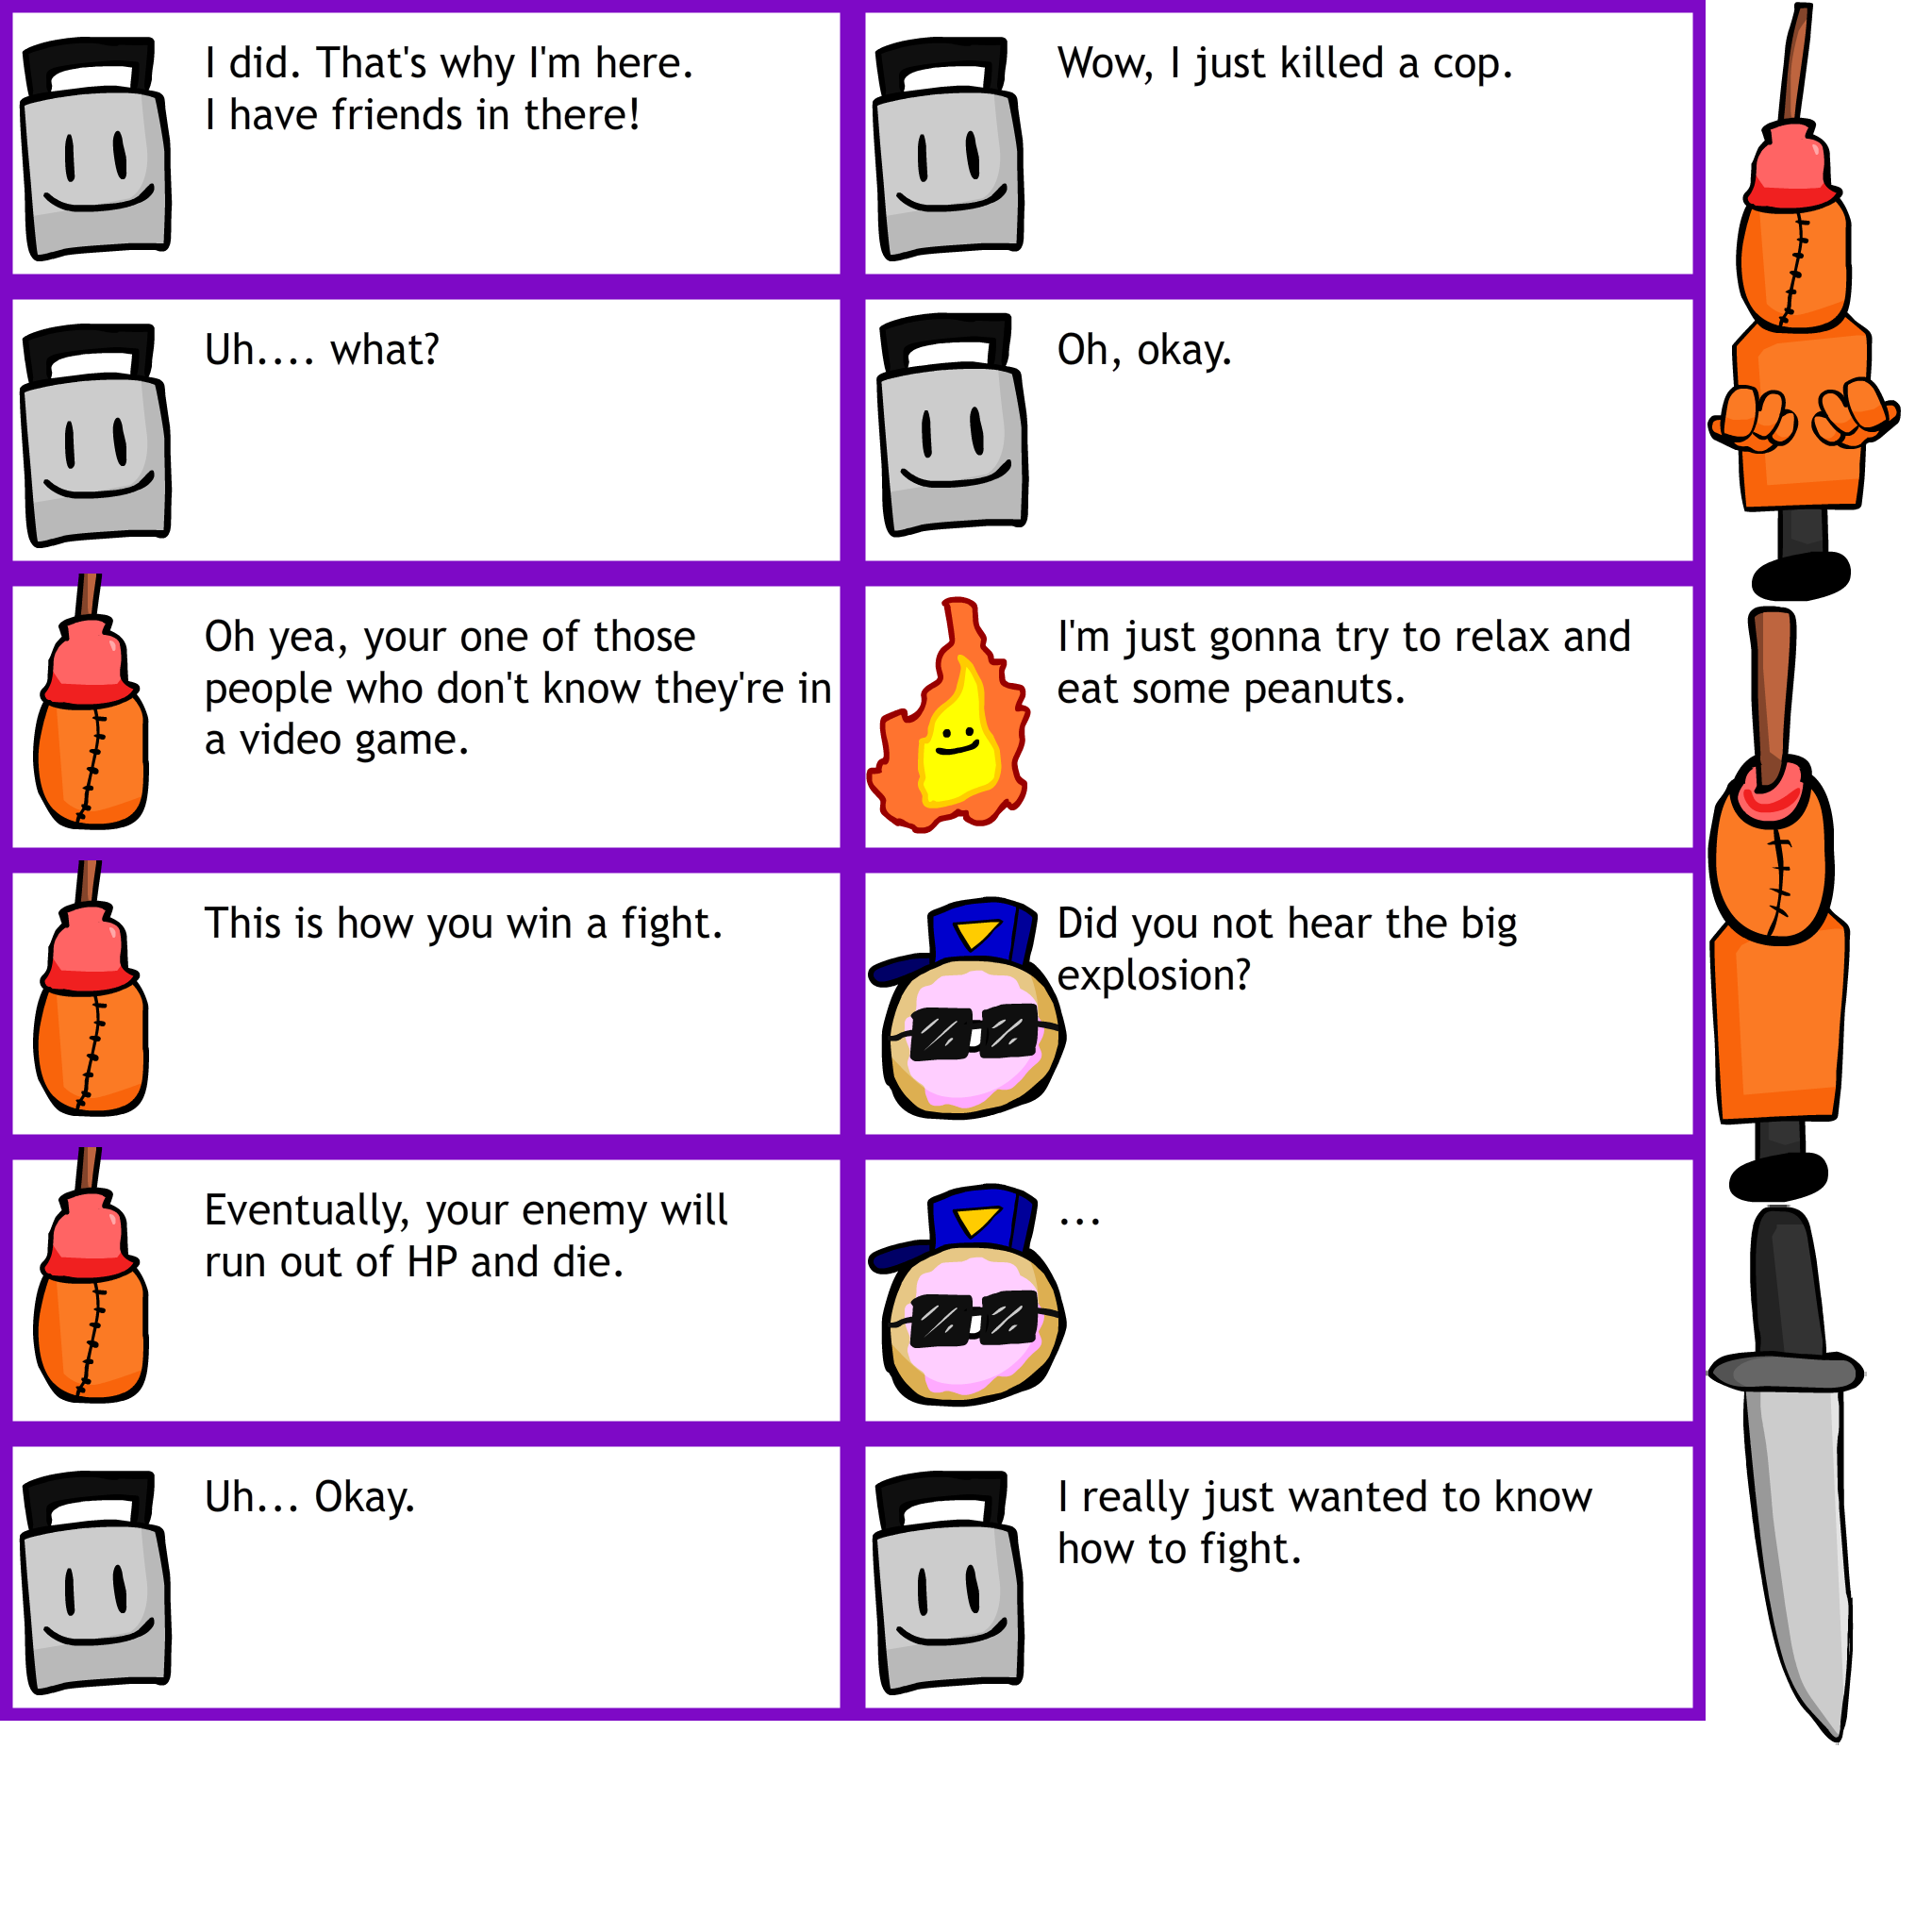 I did. That's why I'm here.
I have friends in there!
Wow, I just killed a cop.
Uh.... what?
Oh, okay.
Oh yea, your one of those
people who don't know they're in
a video game.
I'm just gonna try to relax and
eat some peanuts.
This is how you win a fight.
Did you not hear the big
explosion?
Eventually, your enemy will
run out of HP and die.
...
Uh... Okay.
I really just wanted to know
how to fight.